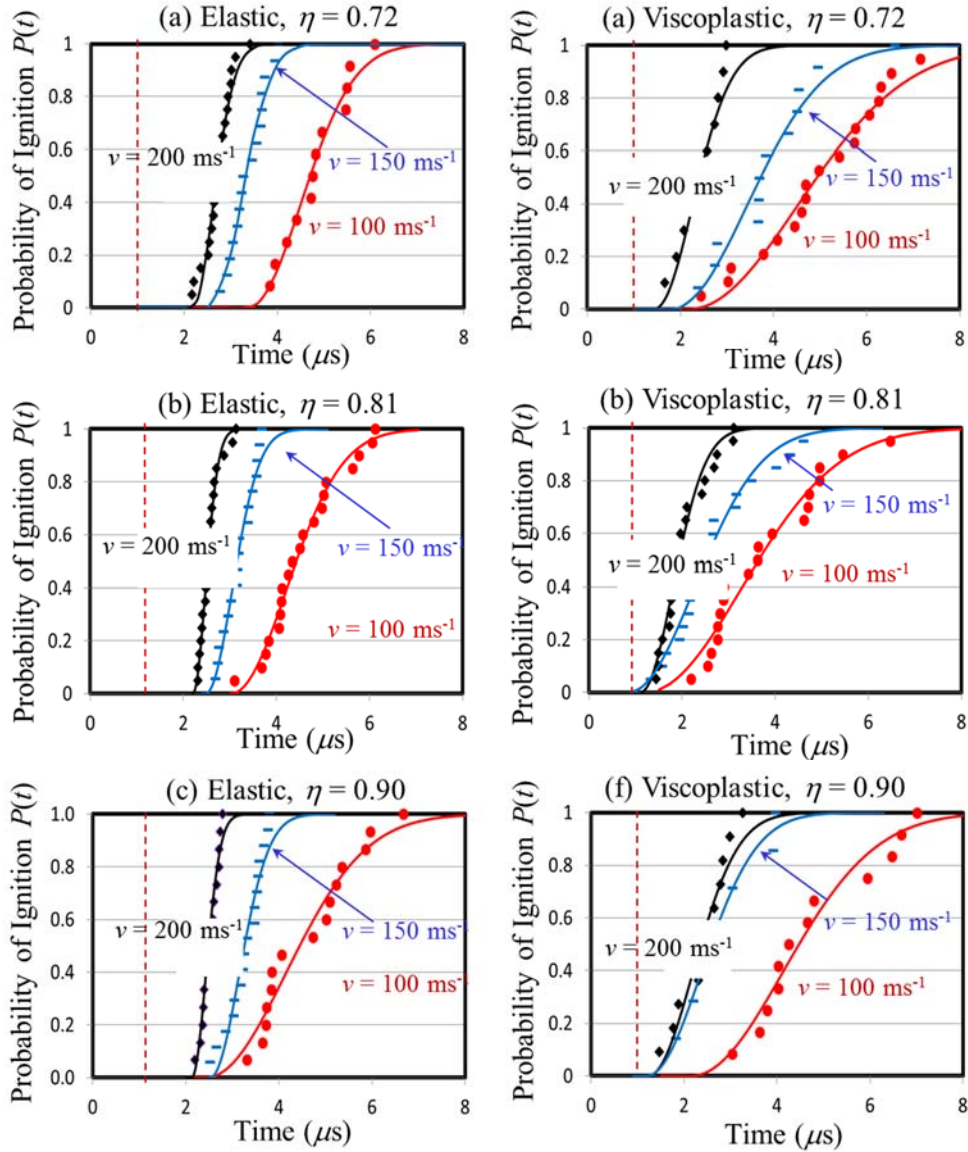 (a) Elastic, η = 0.72
Probability of Ignition P(t)
1
0.8
0.6
0.4
0.2
0
0 2 4 6 8
Time (μs)
v = 200 ms-1
v = 150 ms-1
v = 100 ms-1
(a) Viscoplastic, η = 0.72
Probability of Ignition P(t)
1
0.8
0.6
0.4
0.2
0
0 2 4 6 8
Time (μs)
v = 200 ms-1
v = 150 ms-1
v = 100 ms-1
(b) Elastic, η = 0.81
Probability of Ignition P(t)
1
0.8
0.6
0.4
0.2
0
0 2 4 6 8
Time (μs)
v = 200 ms-1
v = 150 ms-1
v = 100 ms-1
(b) Viscoplastic, η = 0.81
Probability of Ignition P(t)
1
0.8
0.6
0.4
0.2
0
0 2 4 6 8
Time (μs)
v = 200 ms-1
v = 150 ms-1
v = 100 ms-1
(c) Elastic, η = 0.90
Probability of Ignition P(t)
1.0
0.8
0.6
0.4
0.2
0.0
0 2 4 6 8
Time (μs)
v = 200 ms-1
v = 150 ms-1
v = 100 ms-1
(f) Viscoplastic, η = 0.90
Probability of Ignition P(t)
1
0.8
0.6
0.4
0.2
0
0 2 4 6 8
Time (μs)
v = 200 ms-1
v = 150 ms-1
v = 100 ms-1